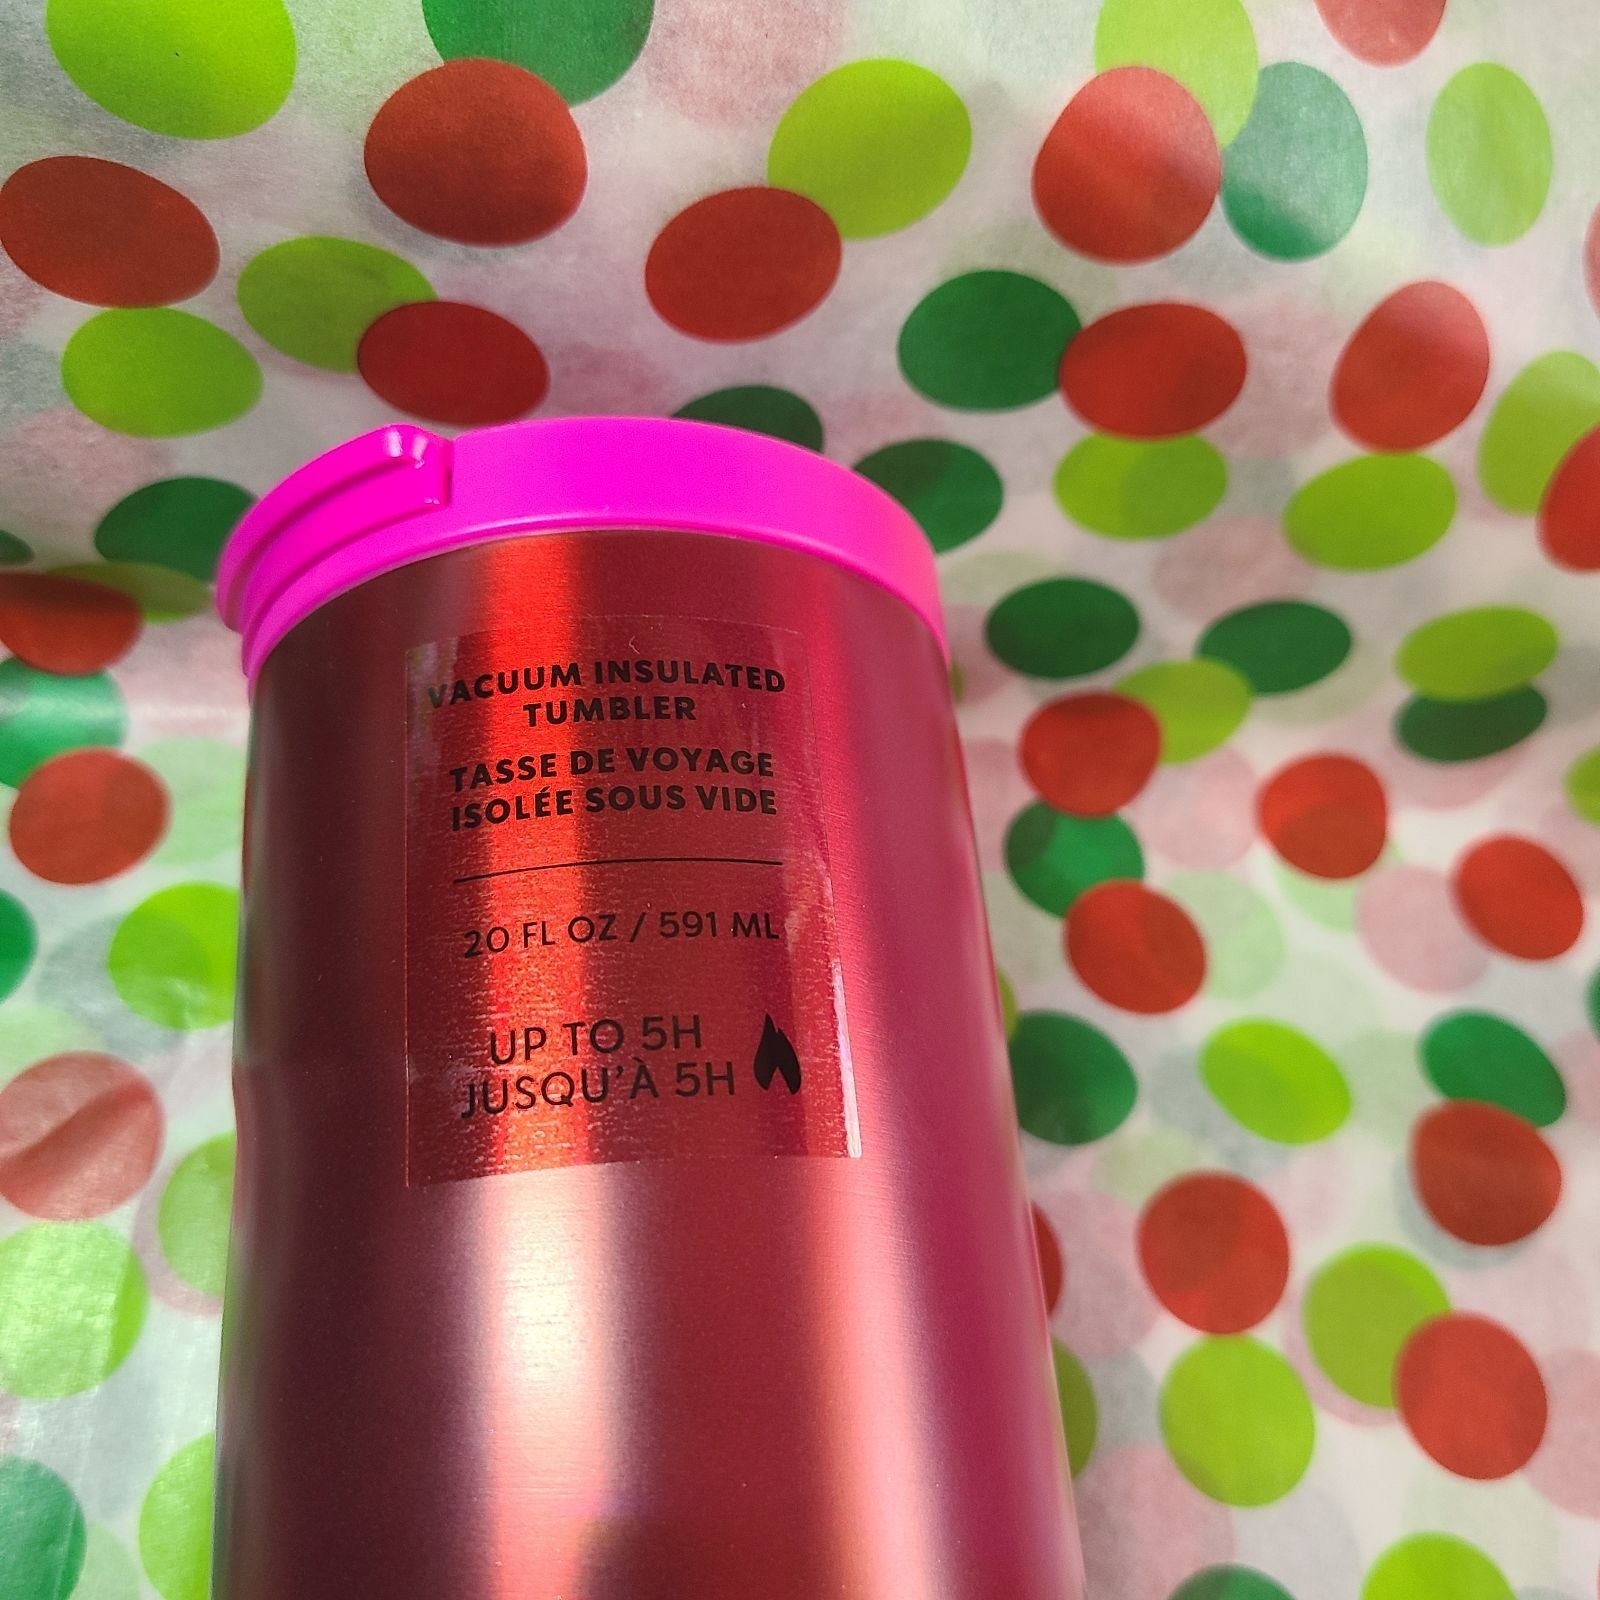 VACUUM INSULATED
TUMBLER
TASSE DE VOYAGE
ISOLÉE SOUS VIDE
20 FL OZ / 591 ML
UP TO 5H
JUSQU'À 5H